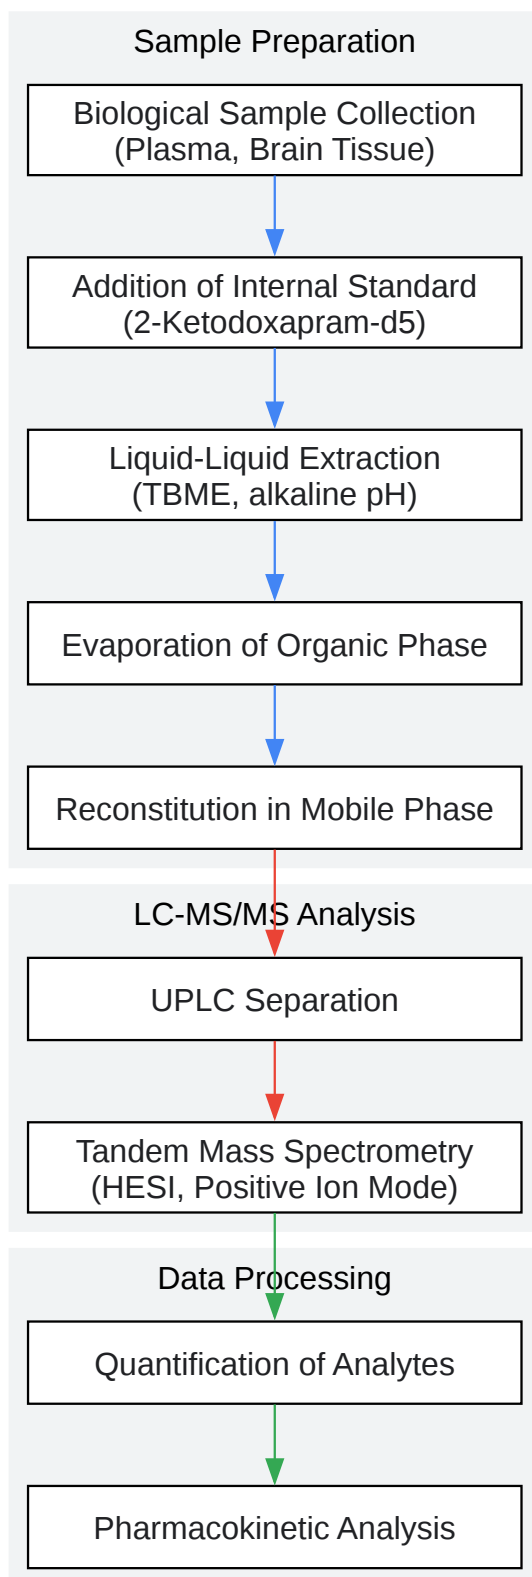 Sample Preparation
Biological Sample Collection
(Plasma, Brain Tissue)
Addition of Internal Standard
(2-Ketodoxapram-d5)
Liquid-Liquid Extraction
(TBME, alkaline pH)
Evaporation of Organic Phase
Reconstitution in Mobile Phase
LC-MS/MS Analysis
UPLC Separation
Tandem Mass Spectrometry
(HESI, Positive Ion Mode)
Data Processing
Quantification of Analytes
Pharmacokinetic Analysis